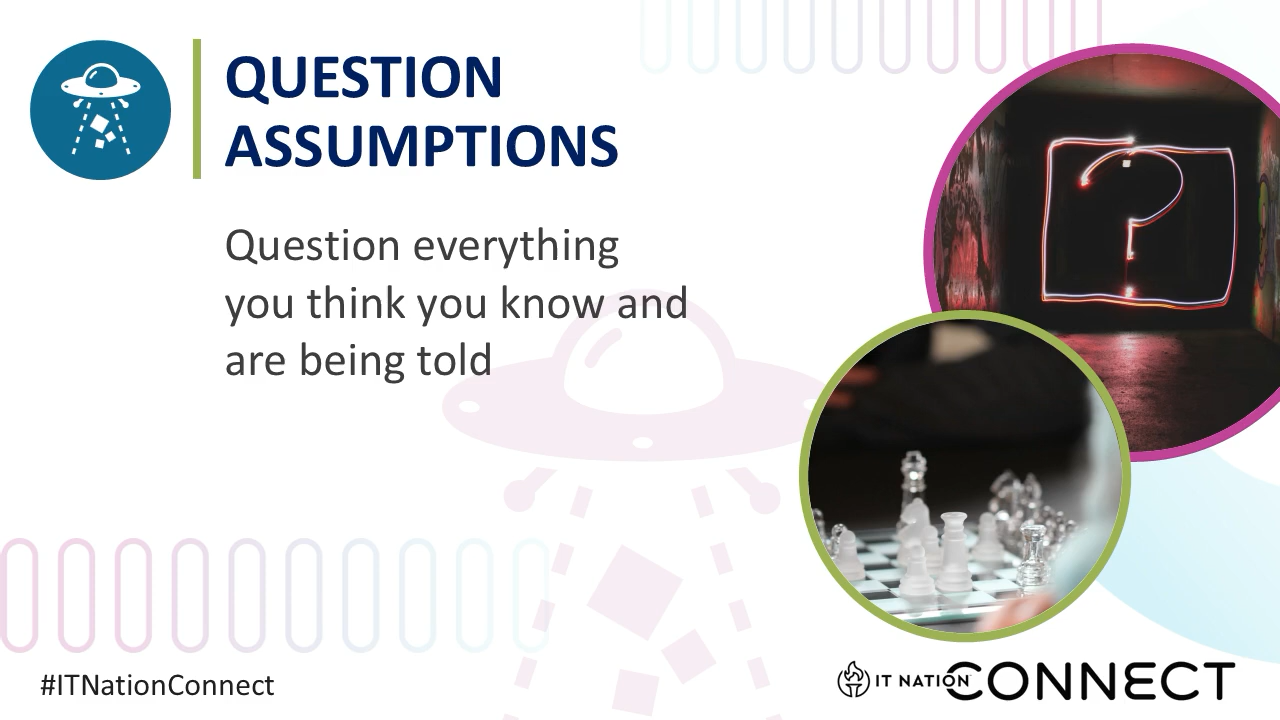 QUESTION
ASSUMPTIONS
Question everything
you think you know and
are being told
?
#ITNationConnect
IT NATION CONNECT